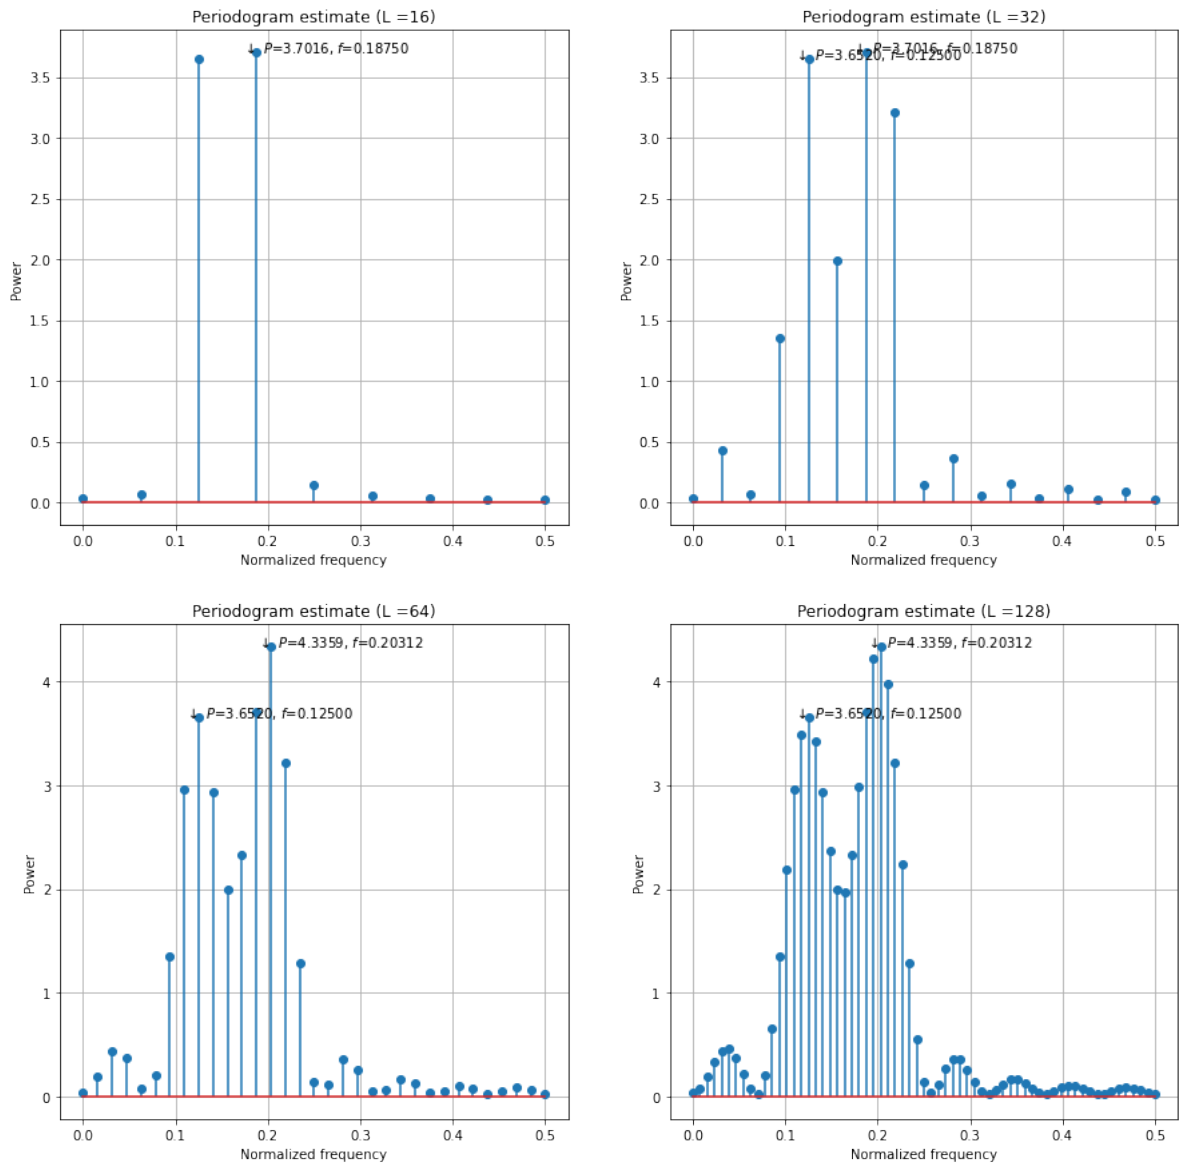 Periodogram estimate (L =16)
↓ P=3.7016, f=0.18750
3.5
3.0
2.5
2.0
1.5
1.0
0.5
0.0
Power
0.0 0.1 0.2 0.3 0.4 0.5
Normalized frequency
Periodogram estimate (L =32)
↓ P=3.7016, f=0.18750
↓ P=3.6520, f=0.12500
3.5
3.0
2.5
2.0
1.5
1.0
0.5
0.0
Power
0.0 0.1 0.2 0.3 0.4 0.5
Normalized frequency
Periodogram estimate (L =64)
↓ P=4.3359, f=0.20312
↓ P=3.6520, f=0.12500
4
3
2
1
0
Power
0.0 0.1 0.2 0.3 0.4 0.5
Normalized frequency
Periodogram estimate (L =128)
↓ P=4.3359, f=0.20312
↓ P=3.6520, f=0.12500
4
3
2
1
0
Power
0.0 0.1 0.2 0.3 0.4 0.5
Normalized frequency